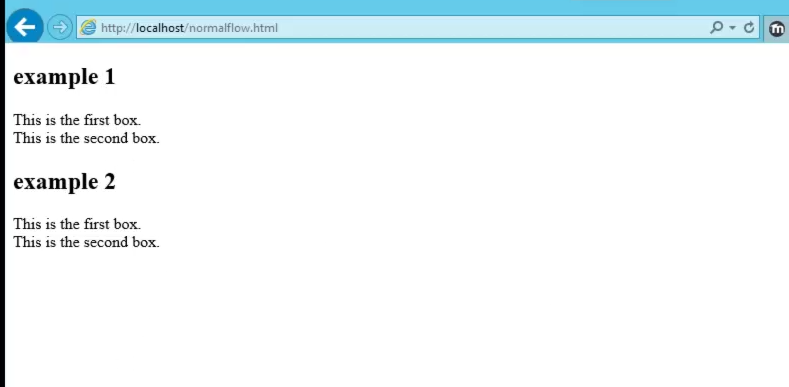 http://localhost/normalflow.html
example 1
This is the first box.
This is the second box.
example 2
This is the first box.
This is the second box.